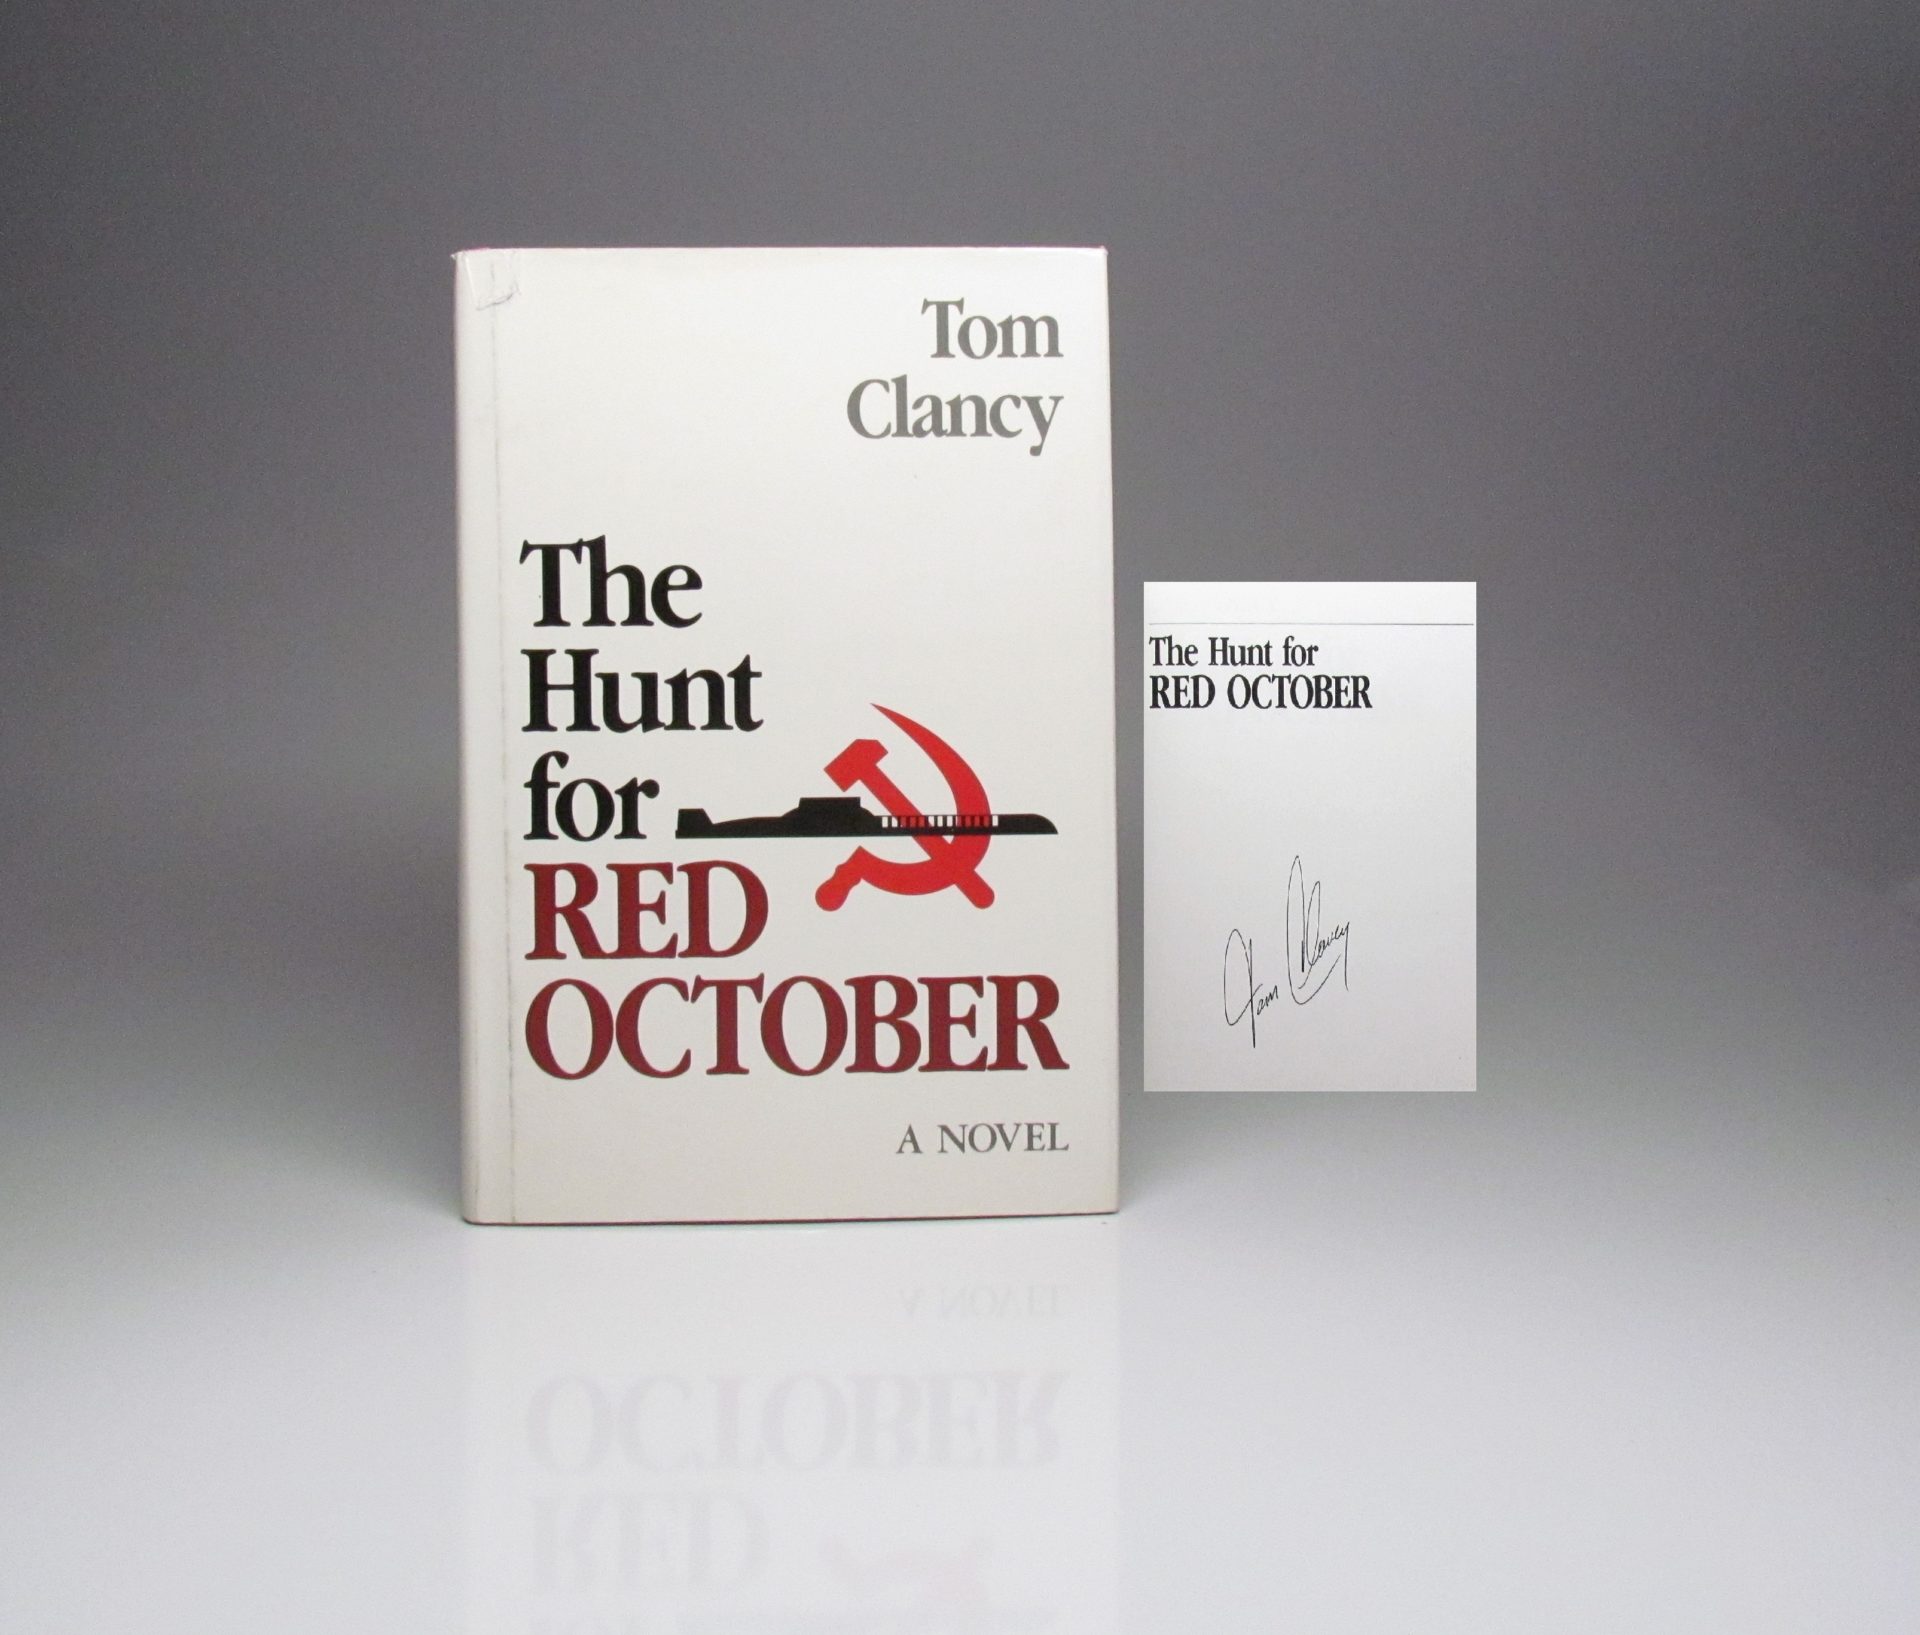 Tom
Clancy
The
Hunt
for
RED
OCTOBER
A NOVEL
The Hunt for
RED OCTOBER
Tom Clancy